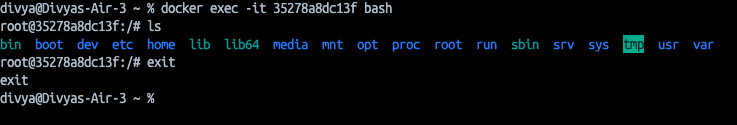 divya@Divyas-Air-3 ~ % docker exec -it 35278a8dc13f bash
root@35278a8dc13f:/# ls
bin boot dev etc home lib lib64 media mnt opt proc root run sbin srv sys tmp usr var
root@35278a8dc13f:/# exit
exit
divya@Divyas-Air-3 ~ %